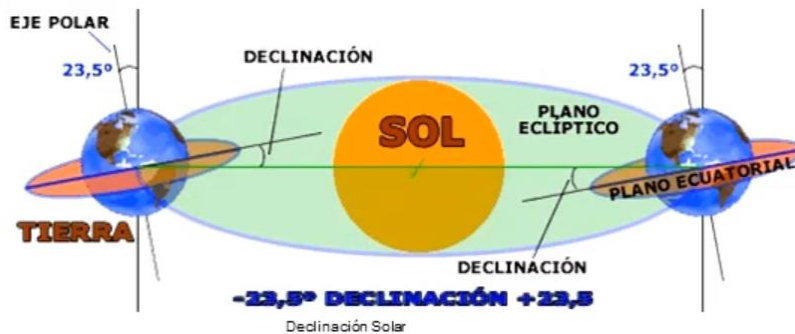 EJE POLAR
23,5º
DECLINACIÓN
23,5º
SOL
PLANO
ECLÍPTICO
PLANO ECUATORIAL
TIERRA
DECLINACIÓN
-23,5º DECLINACIÓN +23,5
Declinación Solar